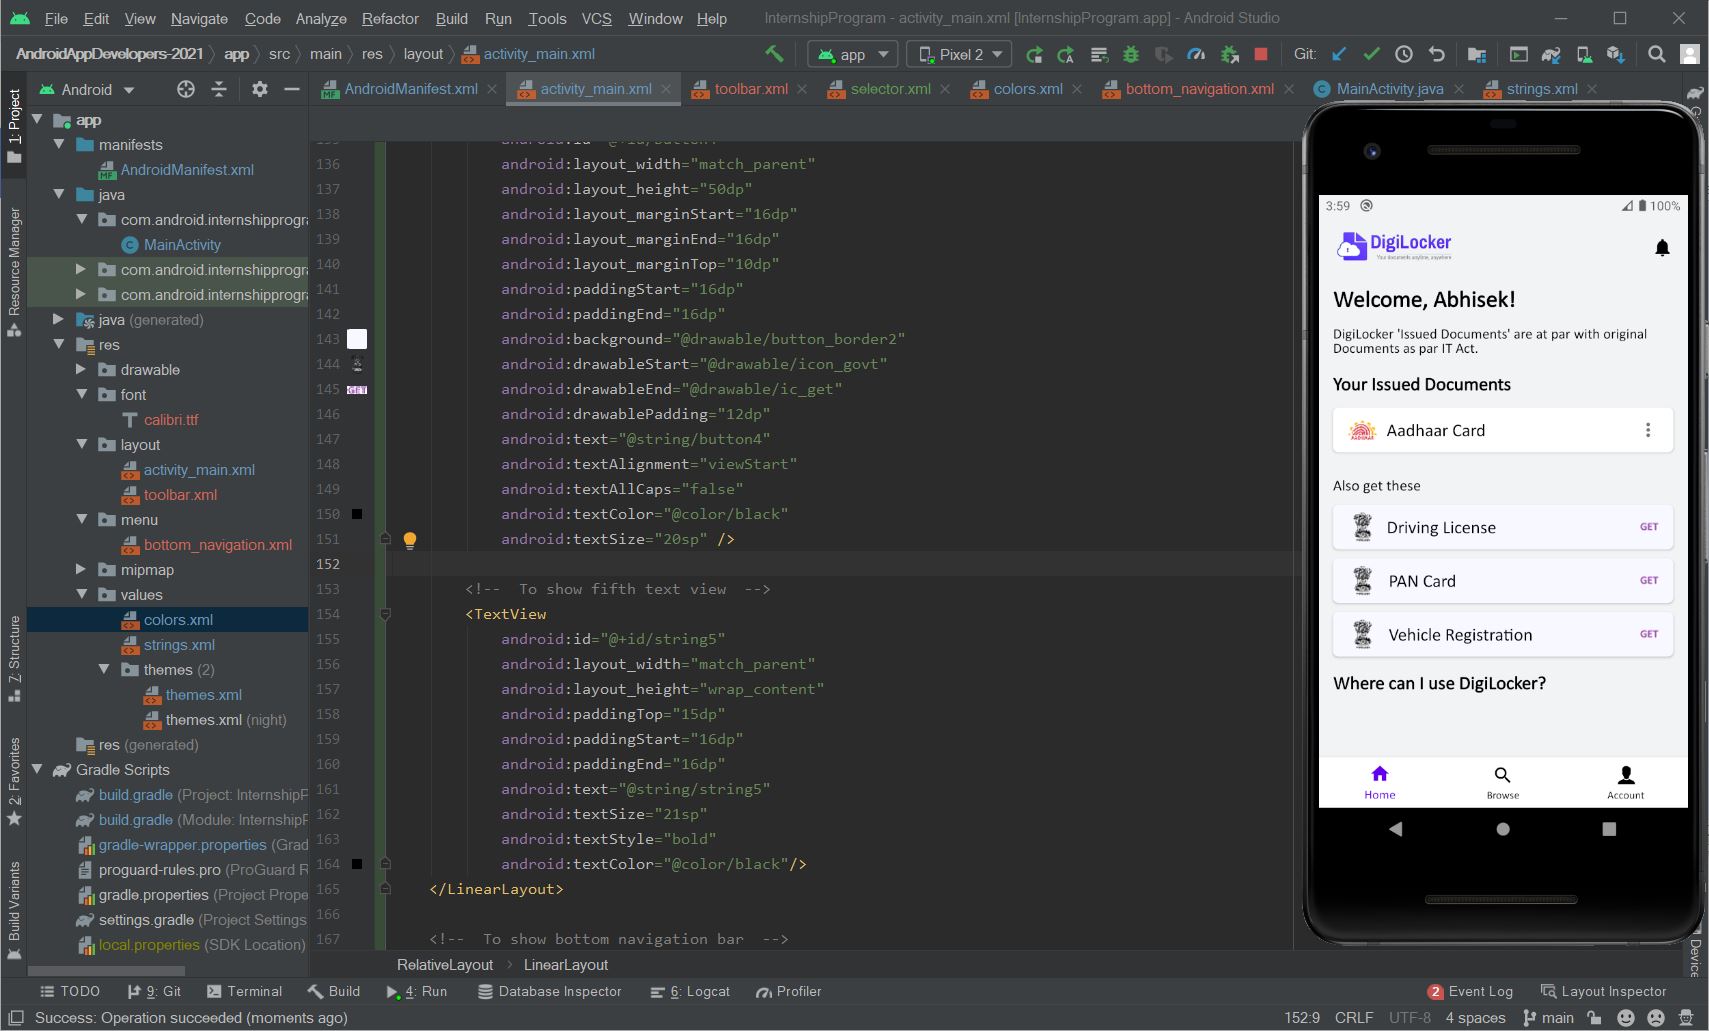 File Edit View Navigate Code Analyze Refactor Build Run Tools VCS Window Help InternshipProgram - activity_main.xml [InternshipProgram.app] - Android Studio
AndroidAppDevelopers-2021 app src main res layout activity_main.xml app Pixel 2 Git:
Android
AndroidManifest.xml activity_main.xml toolbar.xml selector.xml colors.xml bottom_navigation.xml MainActivity.java strings.xml
1: Project
Resource Manager
7: Structure
2: Favorites
Build Variants
app
manifests
AndroidManifest.xml
java
com.android.internshipprogra
MainActivity
com.android.internshipprogra
com.android.internshipprogra
java (generated)
res
drawable
font
calibri.ttf
layout
activity_main.xml
toolbar.xml
menu
bottom_navigation.xml
mipmap
values
colors.xml
strings.xml
themes (2)
themes.xml
themes.xml (night)
res (generated)
Gradle Scripts
build.gradle (Project: InternshipP
build.gradle (Module: InternshipF
gradle-wrapper.properties (Grad
proguard-rules.pro (ProGuard R
gradle.properties (Project Prope
settings.gradle (Project Settings
local.properties (SDK Location)
136 android:layout_width="match_parent"
137 android:layout_height="50dp"
138 android:layout_marginStart="16dp"
139 android:layout_marginEnd="16dp"
140 android:layout_marginTop="10dp"
141 android:paddingStart="16dp"
142 android:paddingEnd="16dp"
143 android:background="@drawable/button_border2"
144 android:drawableStart="@drawable/icon_govt"
145 GET android:drawableEnd="@drawable/ic_get"
146 android:drawablePadding="12dp"
147 android:text="@string/button4"
148 android:textAlignment="viewStart"
149 android:textAllCaps="false"
150 android:textColor="@color/black"
151 android:textSize="20sp" />
152
153 <!--  To show fifth text view  -->
154 <TextView
155 android:id="@+id/string5"
156 android:layout_width="match_parent"
157 android:layout_height="wrap_content"
158 android:paddingTop="15dp"
159 android:paddingStart="16dp"
160 android:paddingEnd="16dp"
161 android:text="@string/string5"
162 android:textSize="21sp"
163 android:textStyle="bold"
164 android:textColor="@color/black"/>
165 </LinearLayout>
166
167 <!--  To show bottom navigation bar  -->
RelativeLayout LinearLayout
3:59 100%
DigiLocker
Your documents anytime, anywhere
Welcome, Abhisek!
DigiLocker 'Issued Documents' are at par with original
Documents as par IT Act.
Your Issued Documents
AADHAAR Aadhaar Card
Also get these
Driving License GET
PAN Card GET
Vehicle Registration GET
Where can I use DigiLocker?
Home Browse Account
TODO 9: Git Terminal Build 4: Run Database Inspector 6: Logcat Profiler 2 Event Log Layout Inspector
Success: Operation succeeded (moments ago) 152:9 CRLF UTF-8 4 spaces main